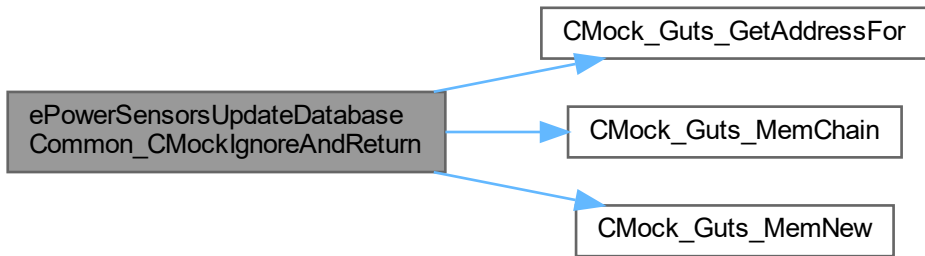 CMock_Guts_GetAddressFor
ePowerSensorsUpdateDatabase
Common_CMockIgnoreAndReturn
CMock_Guts_MemChain
CMock_Guts_MemNew